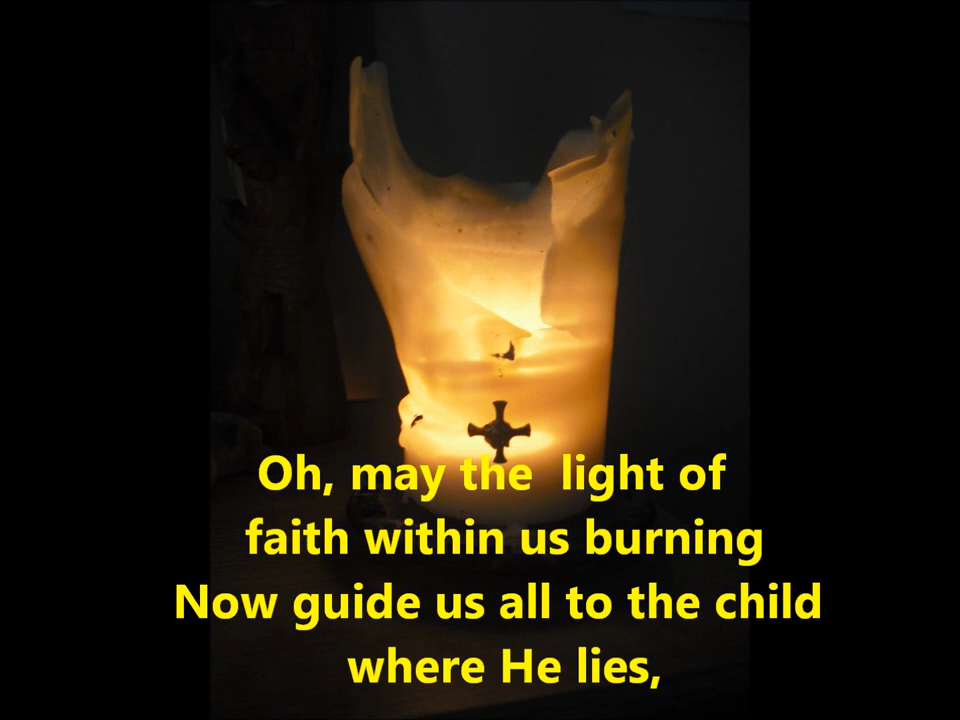 Oh, may the light of
faith within us burning
Now guide us all to the child
where He lies,